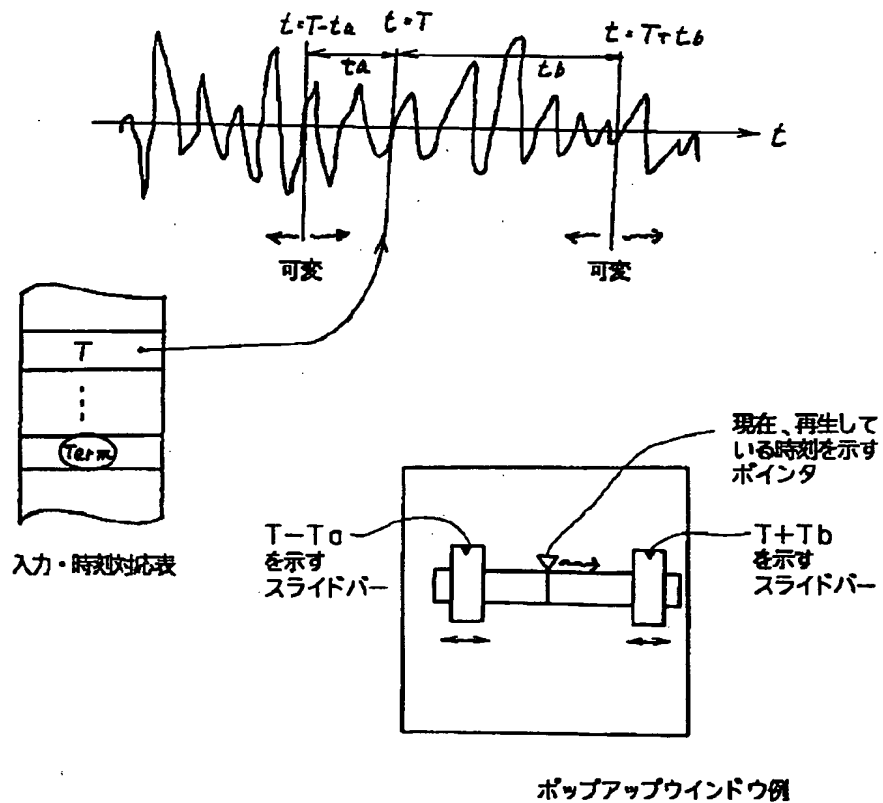 t=T-ta
t=T
t=T+tb
ta
tb
t
可変
可変
T
Term
入力・時刻対応表
現在、再生して
いる時刻を示す
ポインタ
T-Ta
を示す
スライドバー
T+Tb
を示す
スライドバー
ポップアップウインドウ例